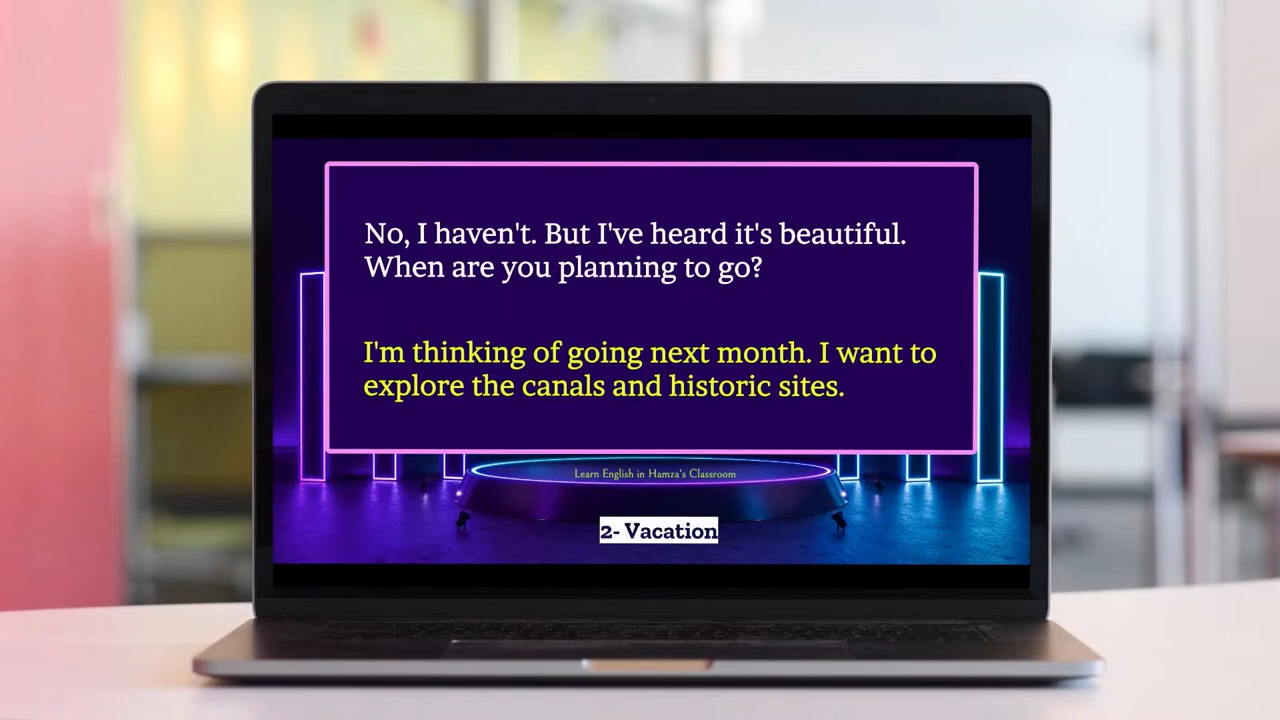 No, I haven't. But I've heard it's beautiful.
When are you planning to go?
I'm thinking of going next month. I want to
explore the canals and historic sites.
Learn English in Hamza's Classroom
2- Vacation